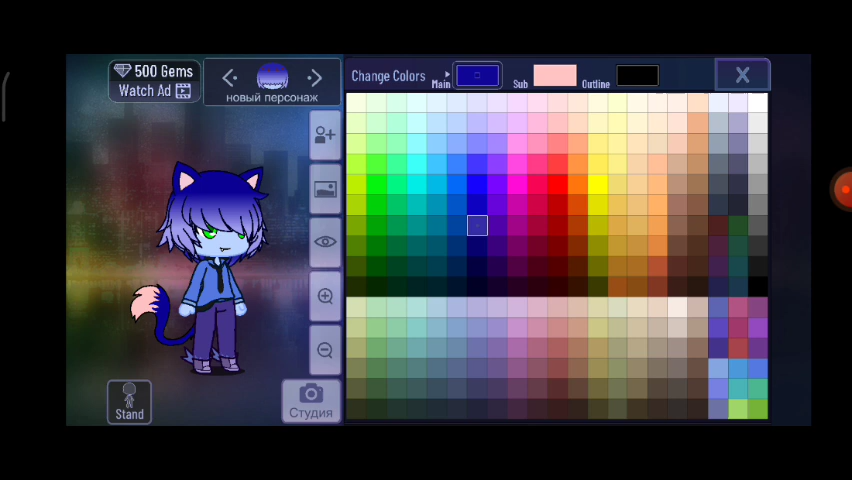 500 Gems
Watch Ad
новый персонаж
Change Colors
Main
Sub
Outline
X
Stand
Студия